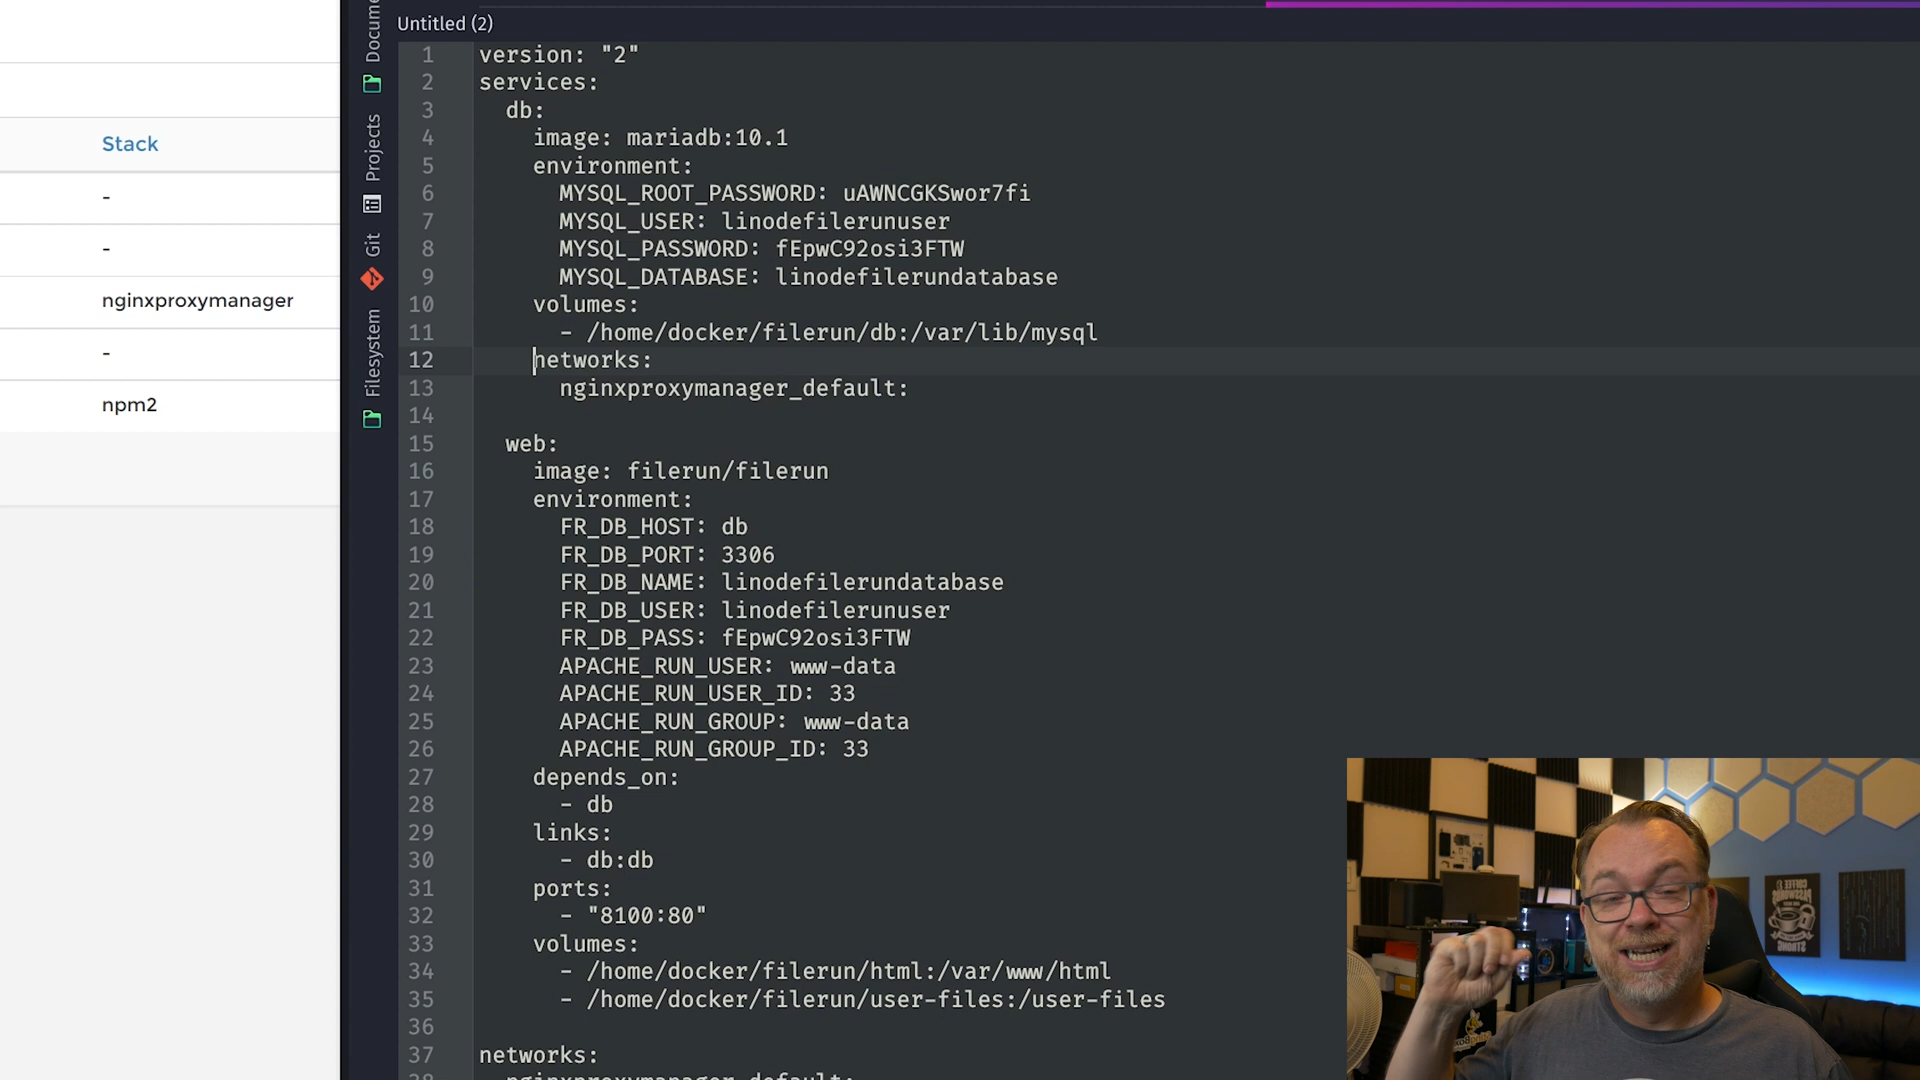 Untitled (2)
Docume
Projects
Git
Filesystem
Stack
-
-
nginxproxymanager
-
npm2
1 version: "2"
2 services:
3 db:
4 image: mariadb:10.1
5 environment:
6 MYSQL_ROOT_PASSWORD: uAWNCGKSwor7fi
7 MYSQL_USER: linodefilerunuser
8 MYSQL_PASSWORD: fEpwC92osi3FTW
9 MYSQL_DATABASE: linodefilerundatabase
10 volumes:
11 - /home/docker/filerun/db:/var/lib/mysql
12 networks:
13 nginxproxymanager_default:
14
15 web:
16 image: filerun/filerun
17 environment:
18 FR_DB_HOST: db
19 FR_DB_PORT: 3306
20 FR_DB_NAME: linodefilerundatabase
21 FR_DB_USER: linodefilerunuser
22 FR_DB_PASS: fEpwC92osi3FTW
23 APACHE_RUN_USER: www-data
24 APACHE_RUN_USER_ID: 33
25 APACHE_RUN_GROUP: www-data
26 APACHE_RUN_GROUP_ID: 33
27 depends_on:
28 - db
29 links:
30 - db:db
31 ports:
32 - "8100:80"
33 volumes:
34 - /home/docker/filerun/html:/var/www/html
35 - /home/docker/filerun/user-files:/user-files
36
37 networks:
38 nginxproxymanager_default:
COFFEE
PASSWORDS
STRONG